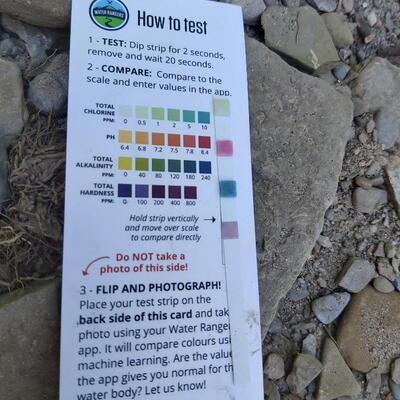 WATER RANGERS
How to test
1 - TEST: Dip strip for 2 seconds,
remove and wait 20 seconds.
2 - COMPARE: Compare to the
scale and enter values in the app.
TOTAL
CHLORINE
PPM: 0 0.5 1 2 5 10
PH
PPM: 6.4 6.8 7.2 7.5 7.8 8.4
TOTAL
ALKALINITY
PPM: 0 40 80 120 180 240
TOTAL
HARDNESS
PPM: 0 100 200 400 800
Hold strip vertically
and move over scale
to compare directly
Do NOT take a
photo of this side!
3 - FLIP AND PHOTOGRAPH!
Place your test strip on the
back side of this card and tak
photo using your Water Ranger
app. It will compare colours usi
machine learning. Are the value
the app gives you normal for th
water body? Let us know!